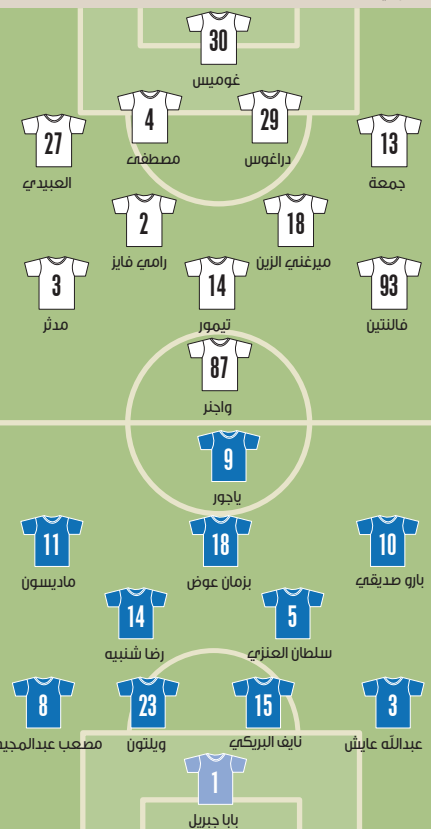 30
غوميس
4
29
مصطفى
دراغوس
27
13
العبيدي
جمعة
2
18
رامي فايز
ميرغني الزين
3
14
93
مدثر
تيمور
فالنتين
87
واجنر
9
ياجور
11
18
10
ماديسون
بزمان عوض
بارو صديقي
14
5
رضا شنبيه
سلطان العنزي
8
23
15
3
مصعب عبدالمجيد
ويلتون
نايف البريكي
عبدالله عايش
1
بابا جبريل